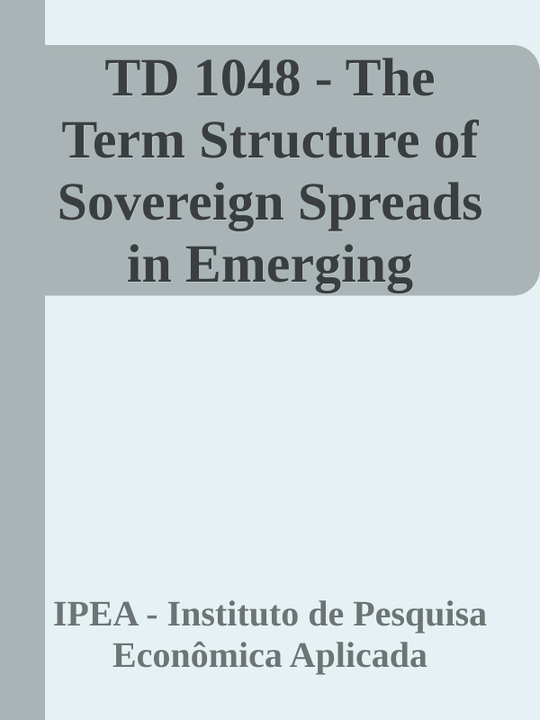 TD 1048 - The
Term Structure of
Sovereign Spreads
in Emerging
IPEA - Instituto de Pesquisa
Econômica Aplicada